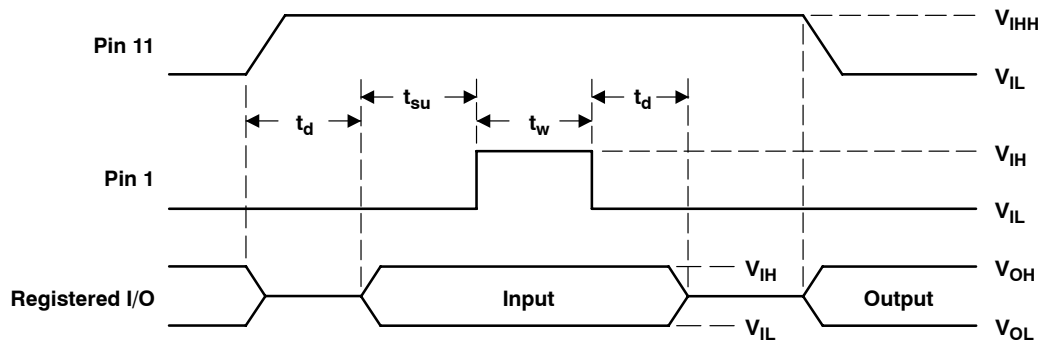 Pin 11
V_IHH
V_IL
t_d
t_su
t_w
t_d
Pin 1
V_IH
V_IL
Registered I/O
Input
V_IH
V_IL
Output
V_OH
V_OL